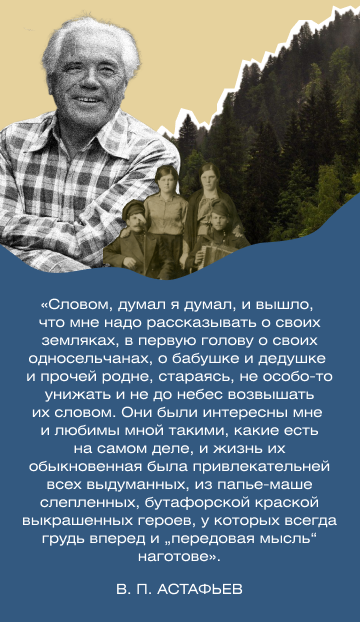 «Словом, думал я думал, и вышло,
что мне надо рассказывать о своих
земляках, в первую голову о своих
односельчанах, о бабушке и дедушке
и прочей родне, стараясь, не особо-то
унижать и не до небес возвышать
их словом. Они были интересны мне
и любимы мной такими, какие есть
на самом деле, и жизнь их
обыкновенная была привлекательней
всех выдуманных, из папье-маше
слепленных, бутафорской краской
выкрашенных героев, у которых всегда
грудь вперед и „передовая мысль“
наготове».
В. П. АСТАФЬЕВ